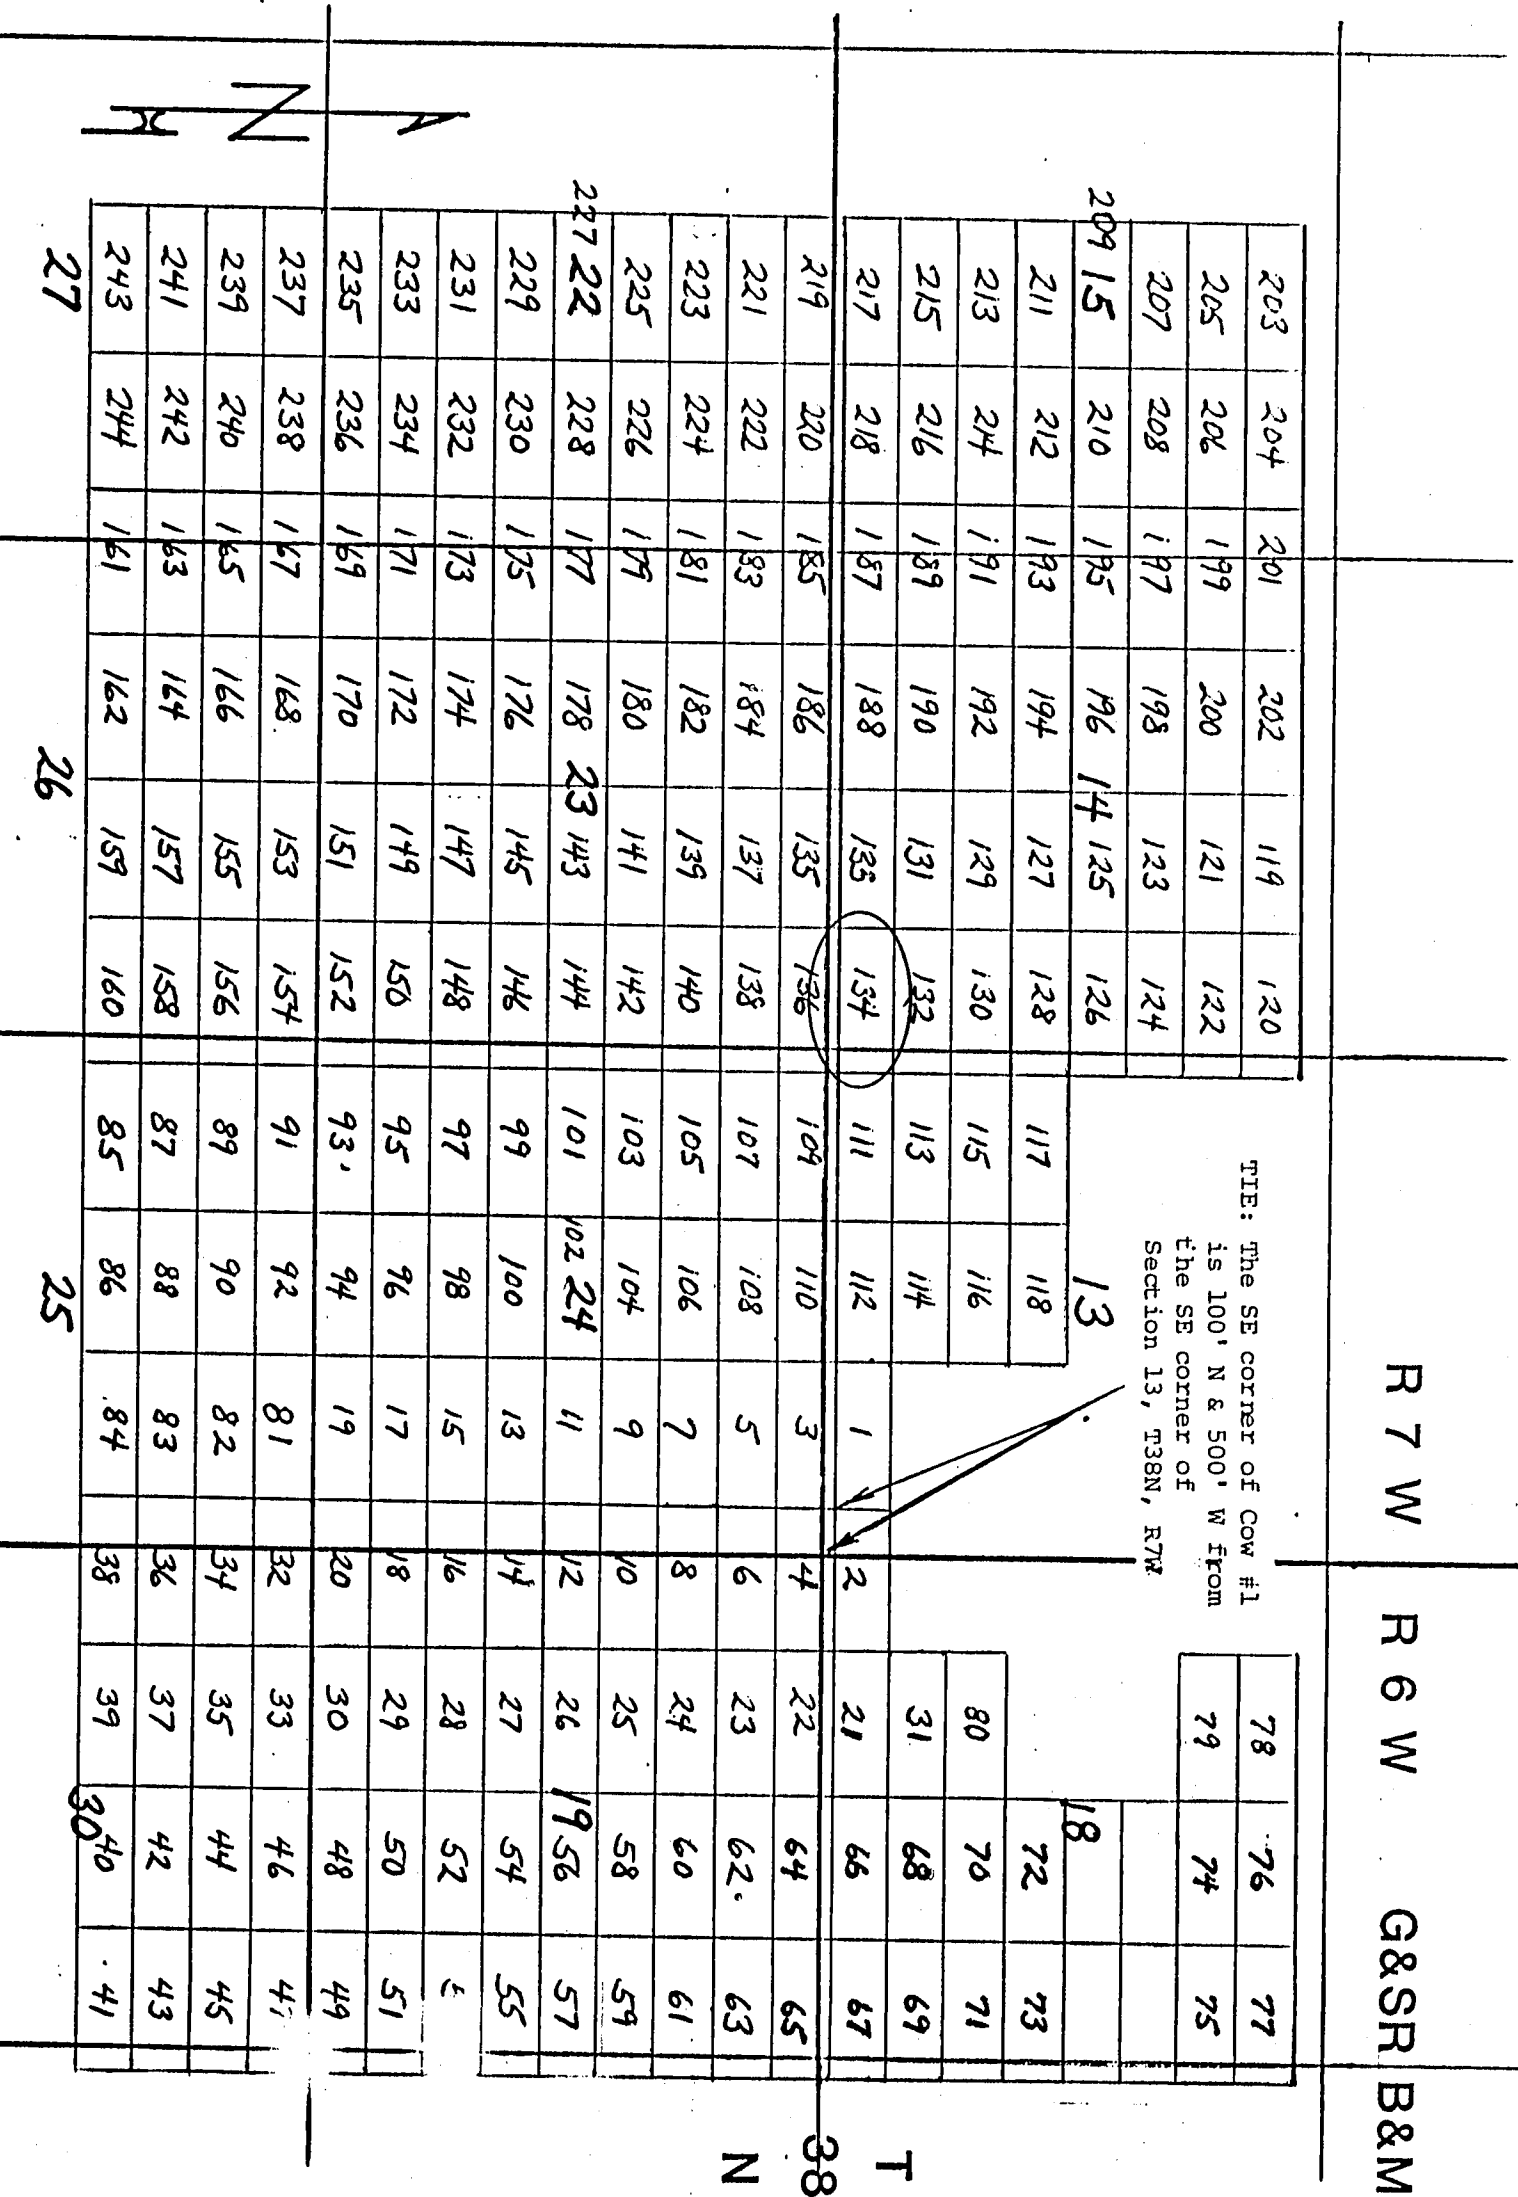 R 7 W R 6 W G&SR B&M
TIE: The SE corner of Cow #1
is 100' N & 500' W from
the SE corner of
Section 13, T38N, R7W
203 204 201 202 119 120 78 76 77
205 206 199 200 121 122 79 74 75
207 208 197 198 123 124
209 15 210 195 196 14 125 126 13 18
211 212 193 194 127 128 117 118 72 73
213 214 191 192 129 130 115 116 80 70 71
215 216 189 190 131 132 113 114 31 68 69
217 218 187 188 133 134 111 112 1 2 21 66 67
T
38
N
219 220 185 186 135 136 109 110 3 4 22 64 65
221 222 183 184 137 138 107 108 5 6 23 62. 63
223 224 181 182 139 140 105 106 7 8 24 60 61
225 226 179 180 141 142 103 104 9 10 25 58 59
227 22 228 177 178 23 143 144 101 102 24 11 12 26 19 56 57
229 230 175 176 145 146 99 100 13 14 27 54 55
231 232 173 174 147 148 97 98 15 16 28 52
233 234 171 172 149 150 95 96 17 18 29 50 51
235 236 169 170 151 152 93. 94 19 20 30 48 49
237 238 167 168 153 154 91 92 81 32 33 46
239 240 165 166 155 156 89 90 82 34 35 44 45
241 242 163 164 157 158 87 88 83 36 37 42 43
243 244 161 162 159 160 85 86 84 38 39 40 41
27 26 25 30
N